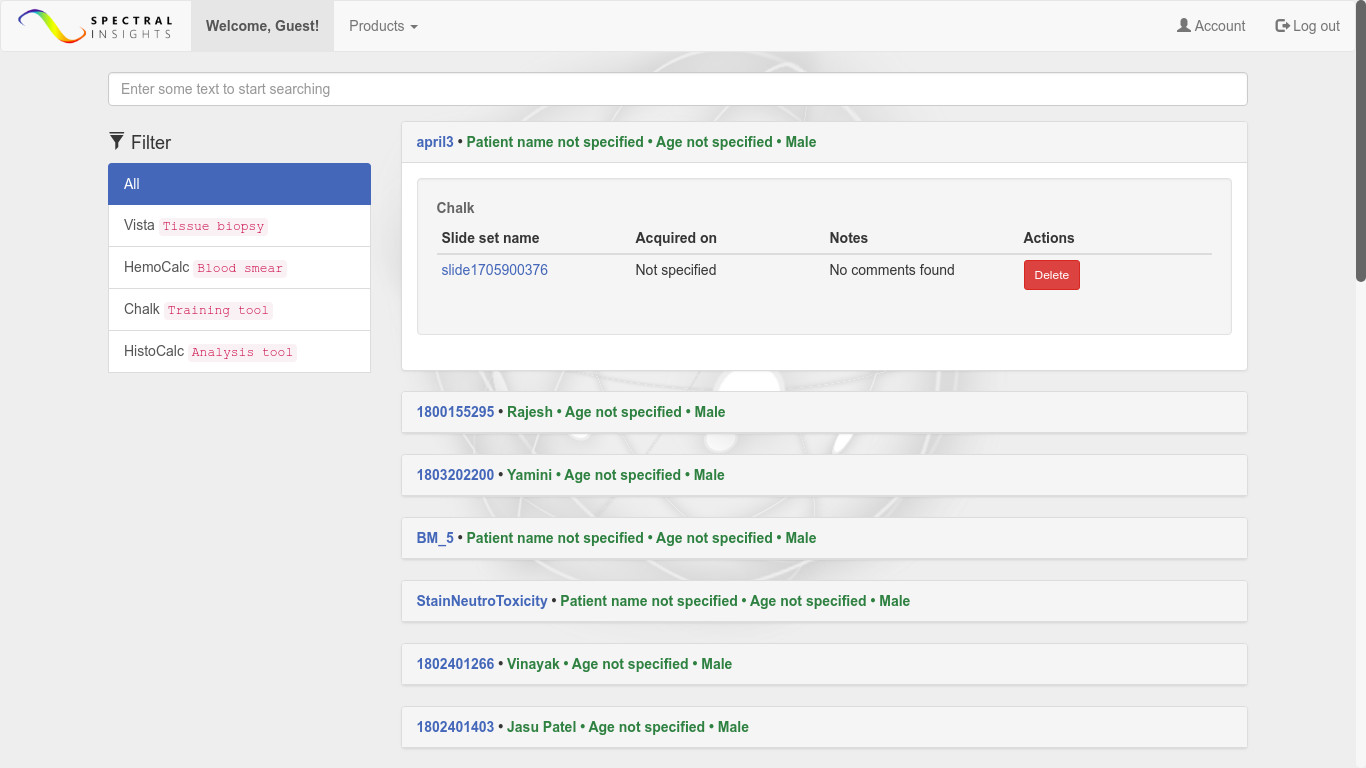 SPECTRAL
INSIGHTS
Welcome, Guest!
Products
Account
Log out
Enter some text to start searching
Filter
All
Vista Tissue biopsy
HemoCalc Blood smear
Chalk Training tool
HistoCalc Analysis tool
april3 • Patient name not specified • Age not specified • Male
Chalk
Slide set name Acquired on Notes Actions
slide1705900376 Not specified No comments found Delete
1800155295 • Rajesh • Age not specified • Male
1803202200 • Yamini • Age not specified • Male
BM_5 • Patient name not specified • Age not specified • Male
StainNeutroToxicity • Patient name not specified • Age not specified • Male
1802401266 • Vinayak • Age not specified • Male
1802401403 • Jasu Patel • Age not specified • Male